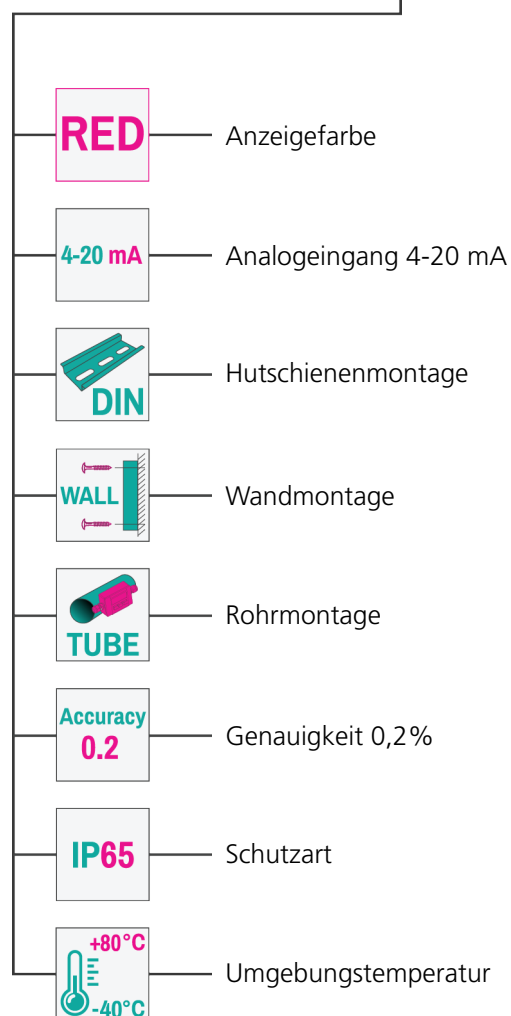 RED
Anzeigefarbe
4-20 mA
Analogeingang 4-20 mA
DIN
Hutschienenmontage
WALL
Wandmontage
TUBE
Rohrmontage
Accuracy
0.2
Genauigkeit 0,2%
IP65
Schutzart
+80°C
-40°C
Umgebungstemperatur